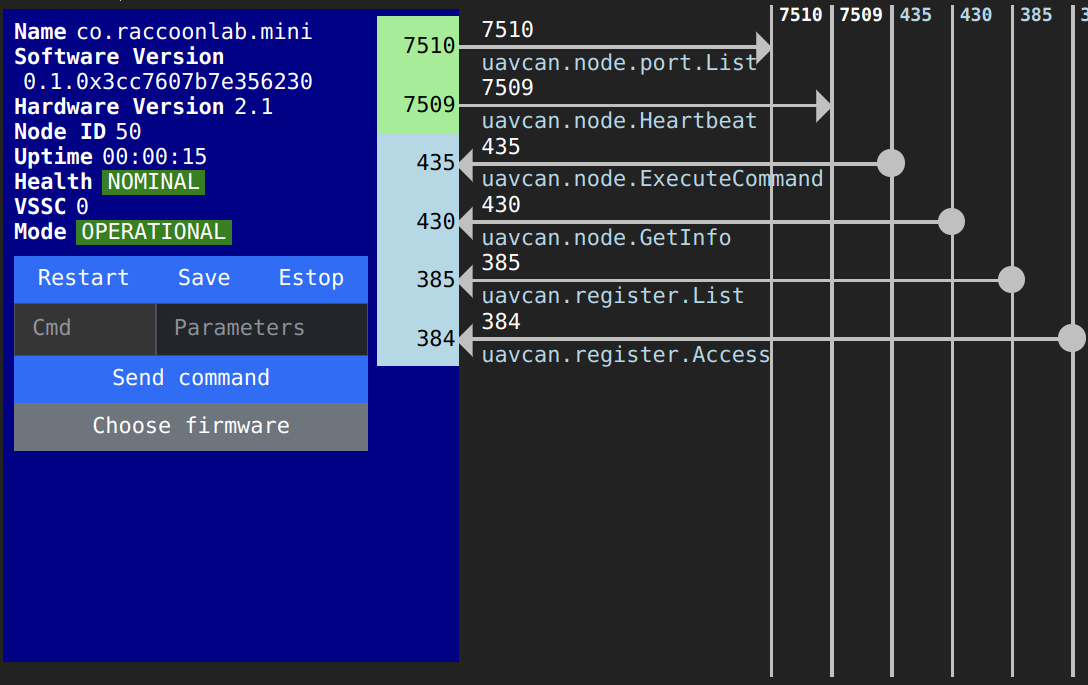 Name co.raccoonlab.mini
Software Version
0.1.0x3cc7607b7e356230
Hardware Version 2.1
Node ID 50
Uptime 00:00:15
Health NOMINAL
VSSC 0
Mode OPERATIONAL
Restart Save Estop
Cmd Parameters
Send command
Choose firmware
7510
7509
435
430
385
384
7510
uavcan.node.port.List
7509
uavcan.node.Heartbeat
435
uavcan.node.ExecuteCommand
430
uavcan.node.GetInfo
385
uavcan.register.List
384
uavcan.register.Access
7510 7509 435 430 385